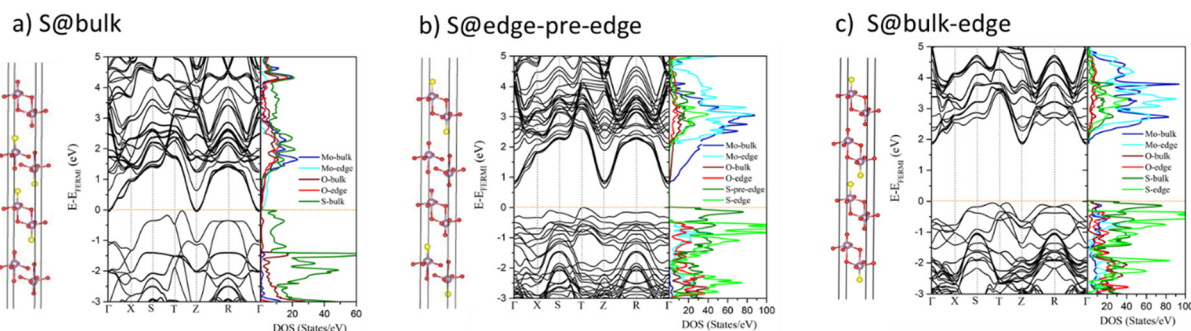 a) S@bulk
b) S@edge-pre-edge
c) S@bulk-edge
5
4
3
2
1
0
-1
-2
-3
E-E_FERMI (eV)
Γ X S T Z R Γ
0 20 40 60
DOS (States/eV)
Mo-bulk
Mo-edge
O-bulk
O-edge
S-bulk
5
4
3
2
1
0
-1
-2
-3
E-E_FERMI (eV)
Γ X S T Z R Γ
20 40 60 80 100
DOS (States/eV)
Mo-bulk
Mo-edge
O-bulk
O-edge
S-pre-edge
S-edge
5
4
3
2
1
0
-1
-2
-3
E-E_FERMI (eV)
Γ X S T Z R Γ
20 40 60 80 100
DOS (States/eV)
Mo-bulk
Mo-edge
O-bulk
O-edge
S-bulk
S-edge